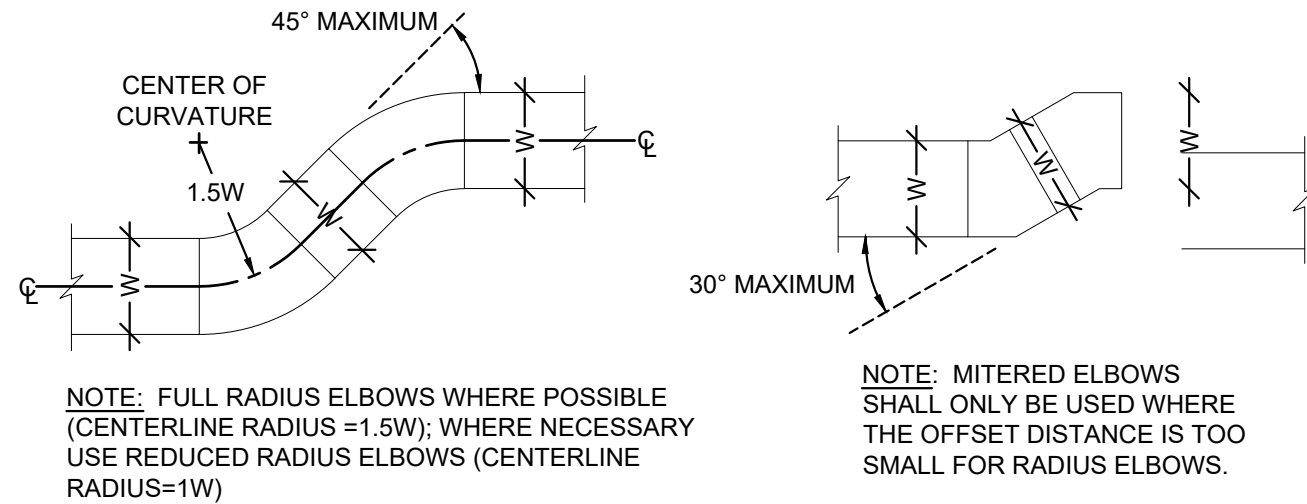 45° MAXIMUM
CENTER OF
CURVATURE
1.5W
W
W
W
℄
℄
NOTE: FULL RADIUS ELBOWS WHERE POSSIBLE
(CENTERLINE RADIUS =1.5W); WHERE NECESSARY
USE REDUCED RADIUS ELBOWS (CENTERLINE
RADIUS=1W)
W
W
W
30° MAXIMUM
NOTE: MITERED ELBOWS
SHALL ONLY BE USED WHERE
THE OFFSET DISTANCE IS TOO
SMALL FOR RADIUS ELBOWS.